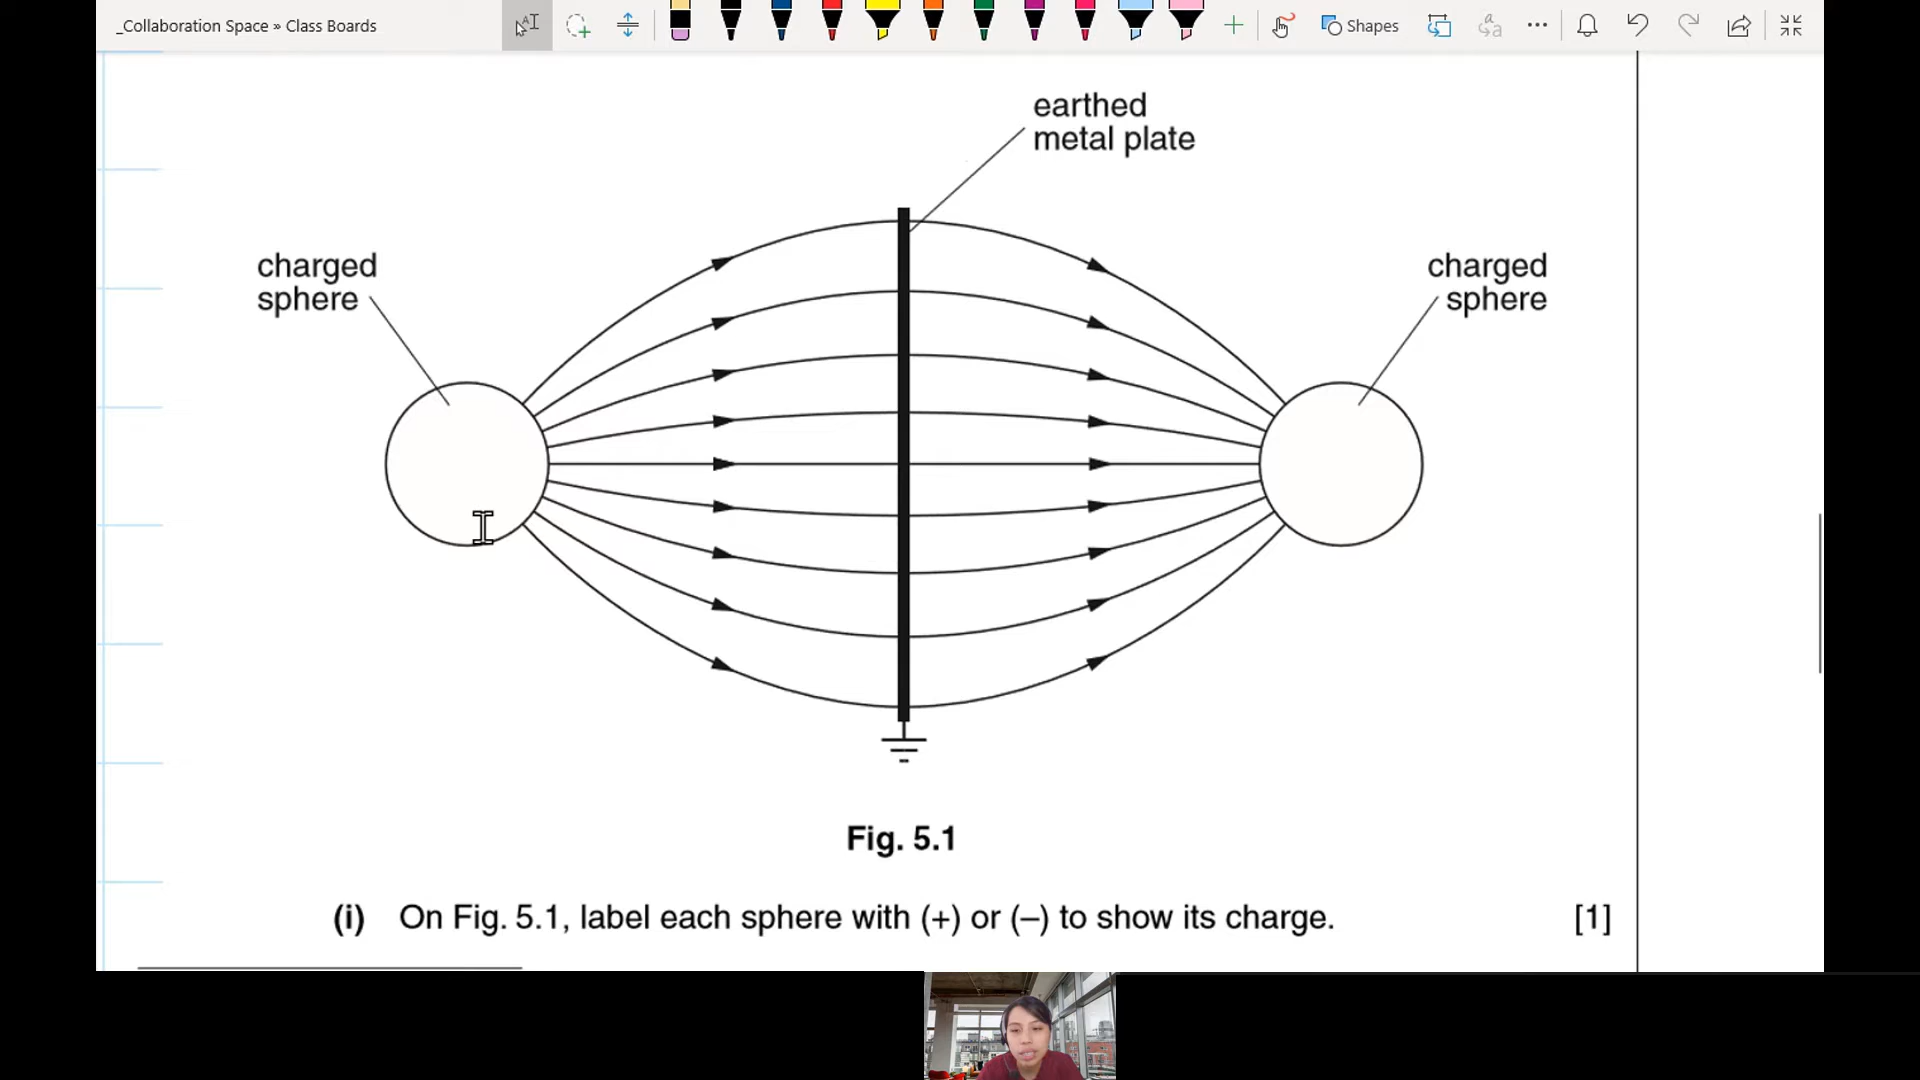 _Collaboration Space » Class Boards
Shapes
earthed
metal plate
charged
sphere
charged
sphere
Fig. 5.1
(i) On Fig. 5.1, label each sphere with (+) or (–) to show its charge. [1]